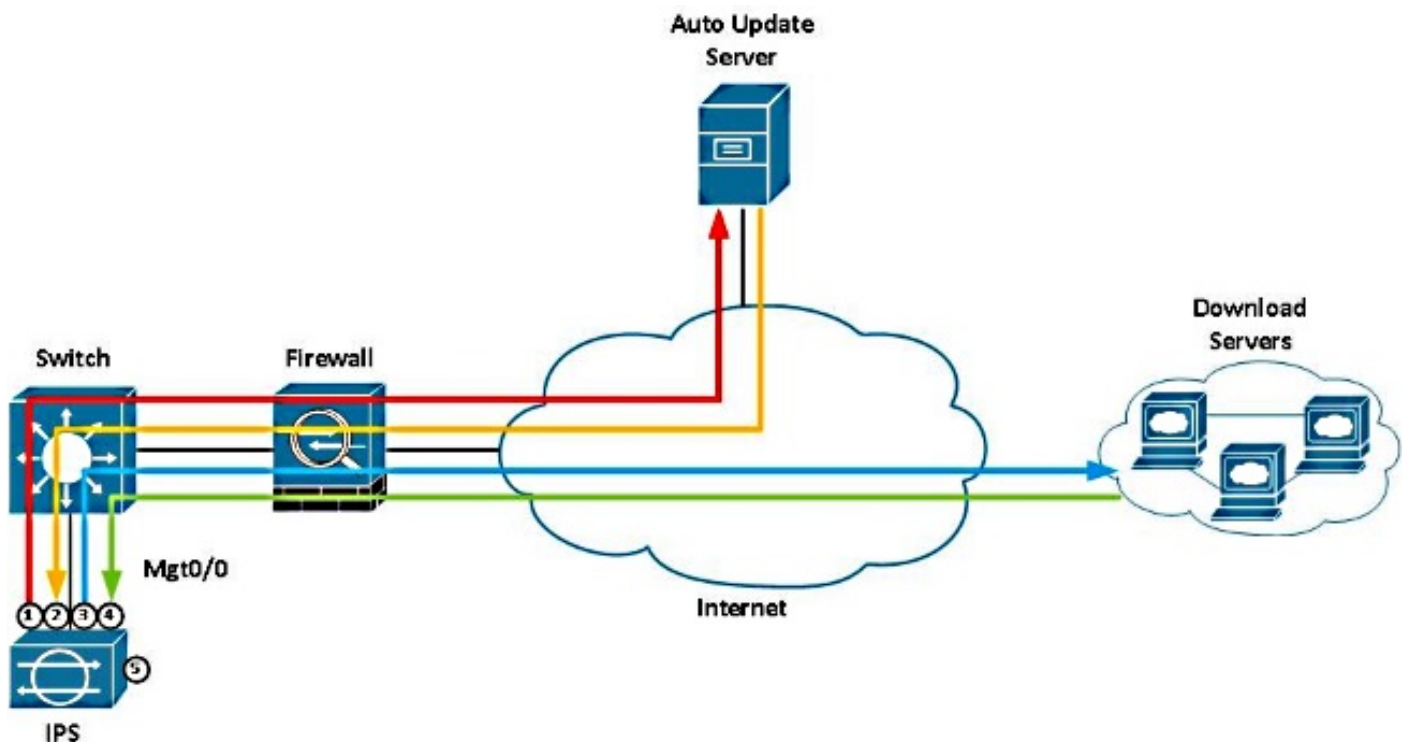 Auto Update
Server
Download
Servers
Switch
Firewall
Mgt0/0
Internet
1
2
3
4
5
IPS